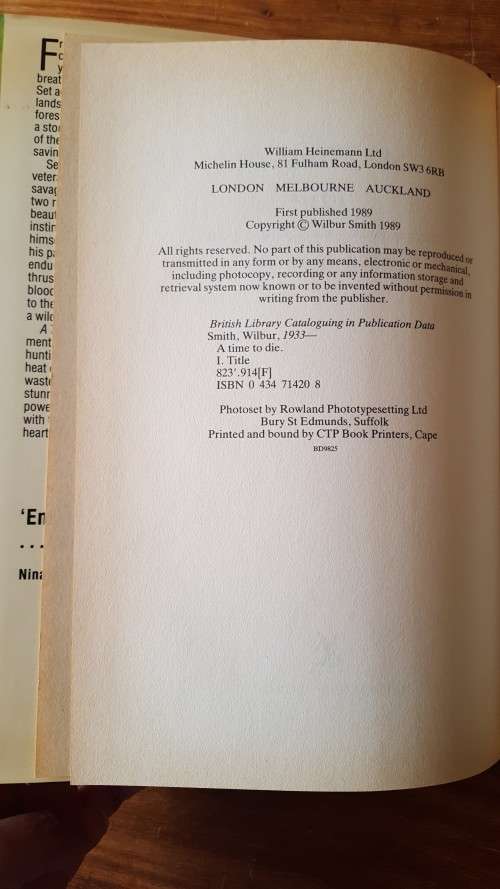 William Heinemann Ltd
Michelin House, 81 Fulham Road, London SW3 6RB
LONDON MELBOURNE AUCKLAND
First published 1989
Copyright © Wilbur Smith 1989
All rights reserved. No part of this publication may be reproduced or
transmitted in any form or by any means, electronic or mechanical,
including photocopy, recording or any information storage and
retrieval system now known or to be invented without permission in
writing from the publisher.
British Library Cataloguing in Publication Data
Smith, Wilbur, 1933—
A time to die.
I. Title
823'.914[F]
ISBN 0 434 71420 8
Photoset by Rowland Phototypesetting Ltd
Bury St Edmunds, Suffolk
Printed and bound by CTP Book Printers, Cape
BD9825